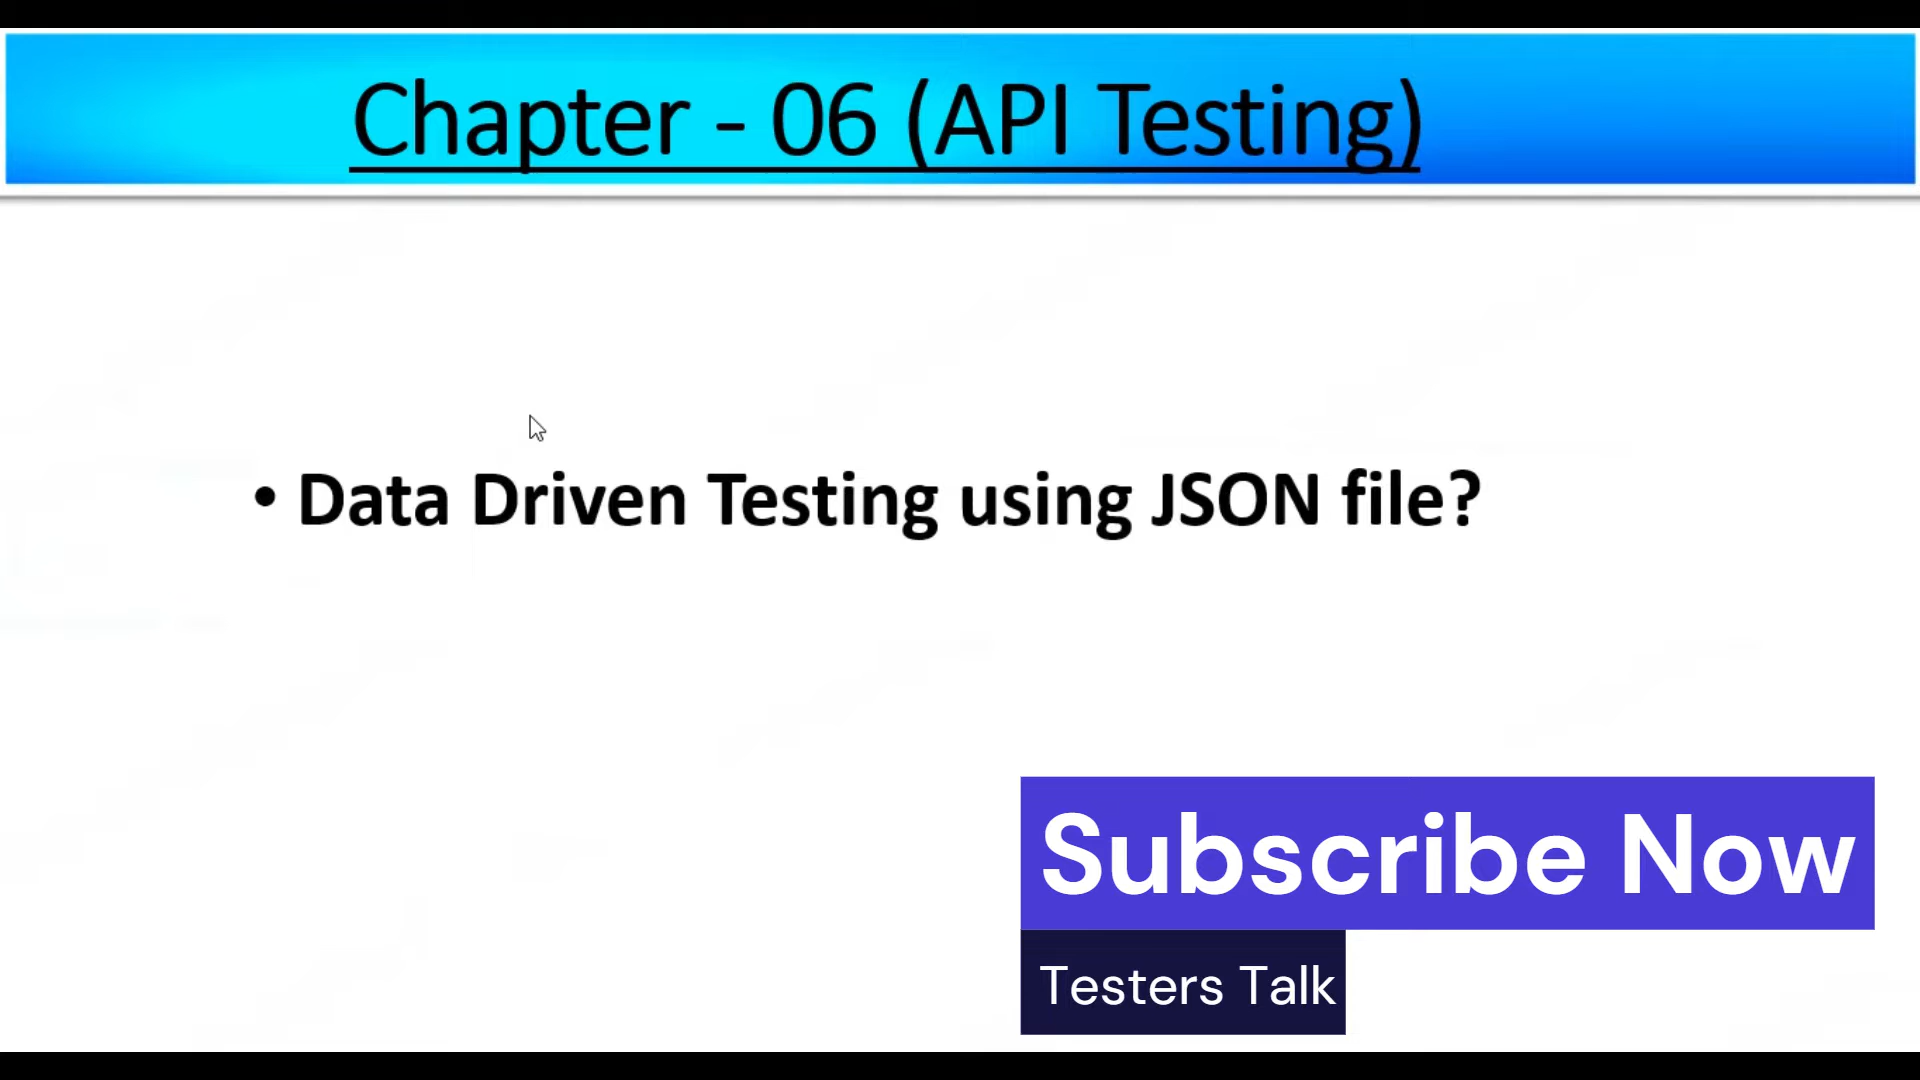 Chapter - 06 (API Testing)
• Data Driven Testing using JSON file?
Subscribe Now
Testers Talk